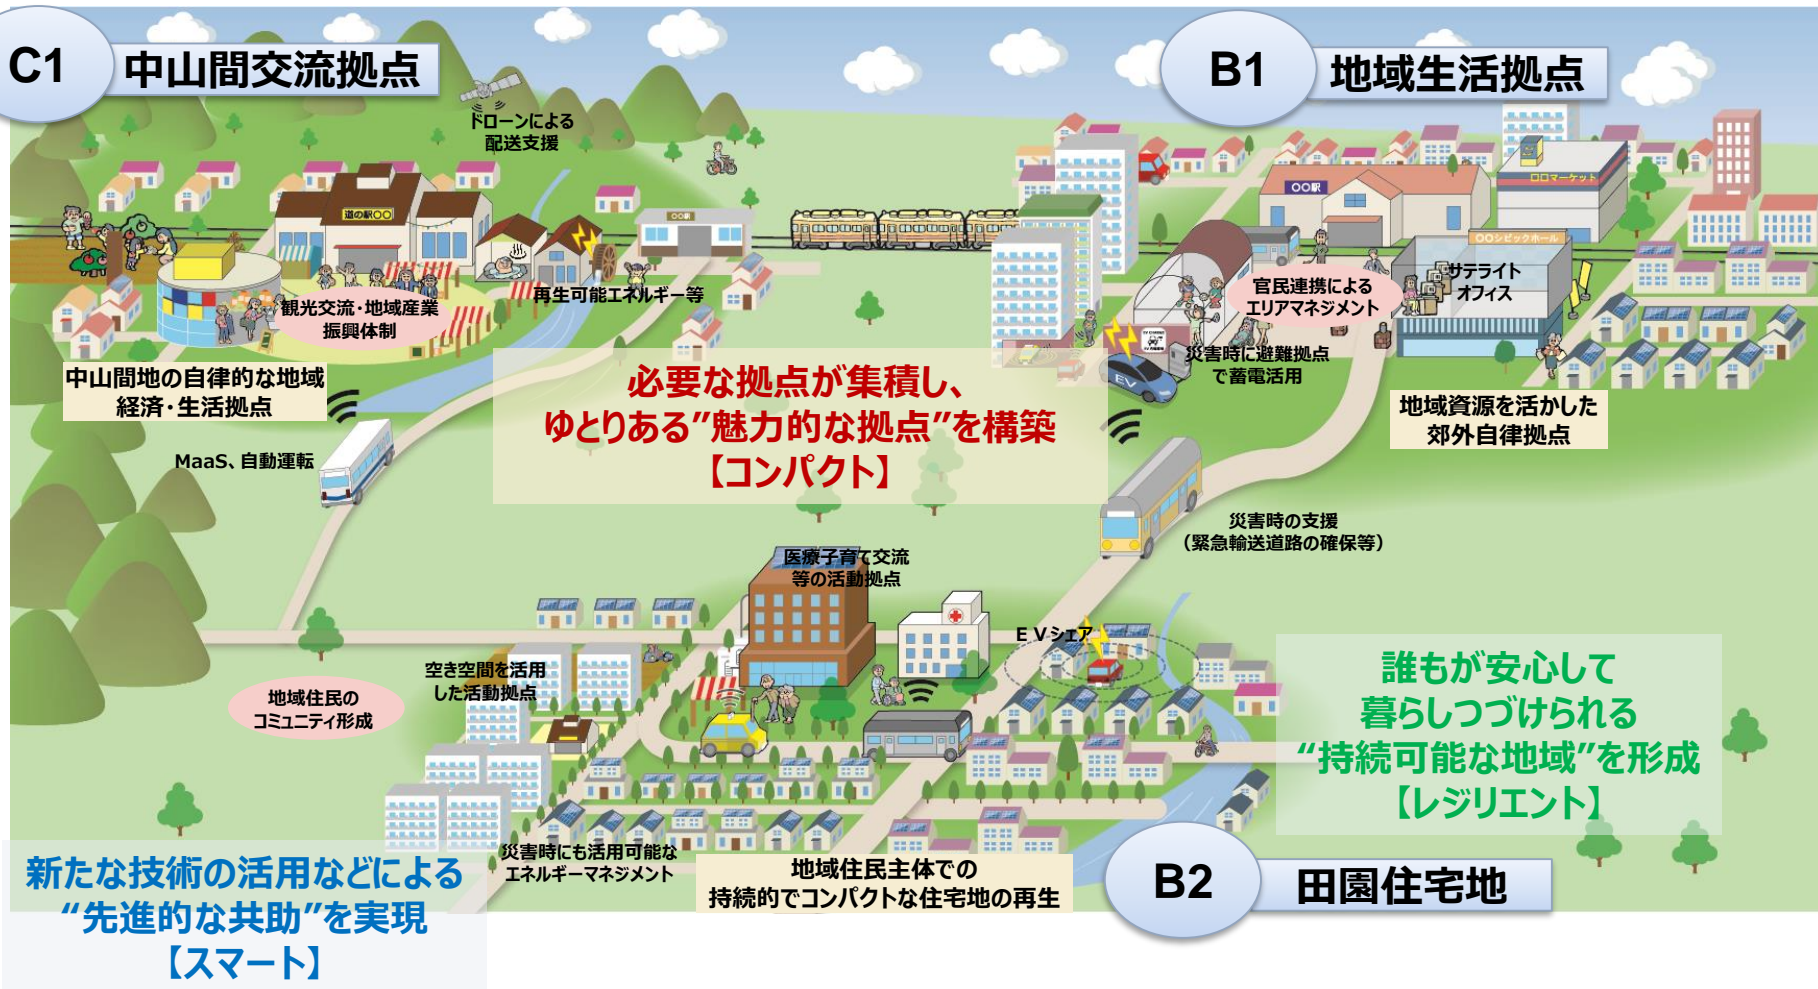 C1
中山間交流拠点
B1
地域生活拠点
ドローンによる
配送支援
道の駅〇〇
〇〇駅
〇〇駅
ロロマーケット
〇〇シビックホール
サテライト
オフィス
官民連携による
エリアマネジメント
観光交流・地域産業
振興体制
再生可能エネルギー等
中山間地の自律的な地域
経済・生活拠点
MaaS、自動運転
必要な拠点が集積し、
ゆとりある”魅力的な拠点”を構築
【コンパクト】
EV
災害時に避難拠点
で蓄電活用
地域資源を活かした
郊外自律拠点
災害時の支援
（緊急輸送道路の確保等）
医療子育て交流
等の活動拠点
ＥＶシェア
空き空間を活用
した活動拠点
地域住民の
コミュニティ形成
誰もが安心して
暮らしつづけられる
“持続可能な地域”を形成
【レジリエント】
災害時にも活用可能な
エネルギーマネジメント
地域住民主体での
持続的でコンパクトな住宅地の再生
B2
田園住宅地
新たな技術の活用などによる
“先進的な共助”を実現
【スマート】